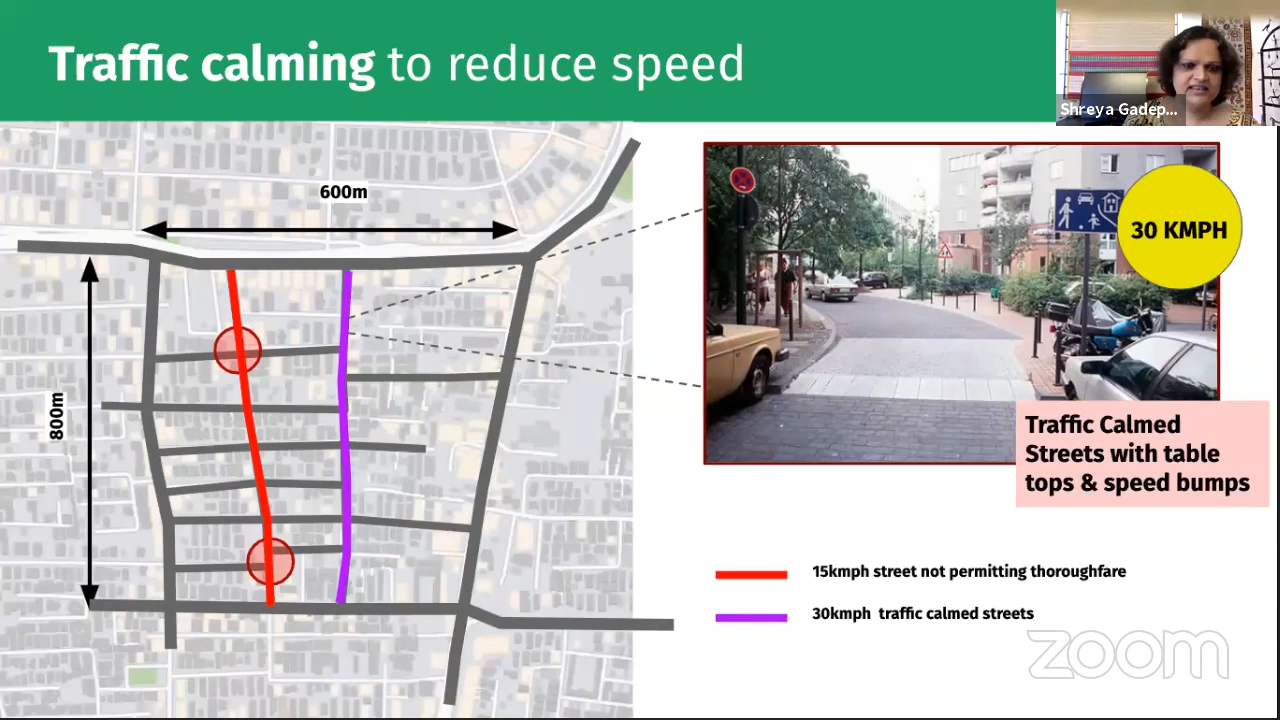 Traffic calming to reduce speed
Shreya Gadep...
600m
800m
30 KMPH
Traffic Calmed
Streets with table
tops & speed bumps
15kmph street not permitting thoroughfare
30kmph traffic calmed streets
zoom